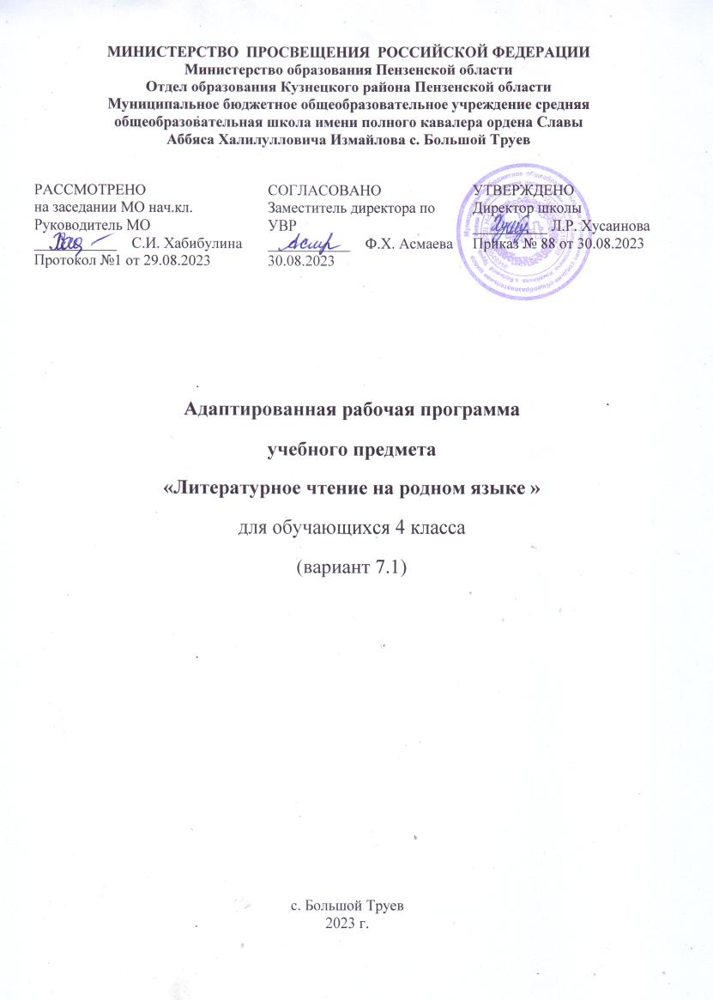 МИНИСТЕРСТВО ПРОСВЕЩЕНИЯ РОССИЙСКОЙ ФЕДЕРАЦИИ
Министерство образования Пензенской области
Отдел образования Кузнецкого района Пензенской области
Муниципальное бюджетное общеобразовательное учреждение средняя
общеобразовательная школа имени полного кавалера ордена Славы
Аббяса Халилулловича Измайлова с. Большой Труев
РАССМОТРЕНО
на заседании МО нач.кл.
Руководитель МО
С.И. Хабибулина
Протокол №1 от 29.08.2023
СОГЛАСОВАНО
Заместитель директора по
УВР
Ф.Х. Асмаева
30.08.2023
УТВЕРЖДЕНО
Директор школы
Л.Р. Хусаинова
Приказ № 88 от 30.08.2023
Адаптированная рабочая программа
учебного предмета
«Литературное чтение на родном языке »
для обучающихся 4 класса
(вариант 7.1)
с. Большой Труев
2023 г.